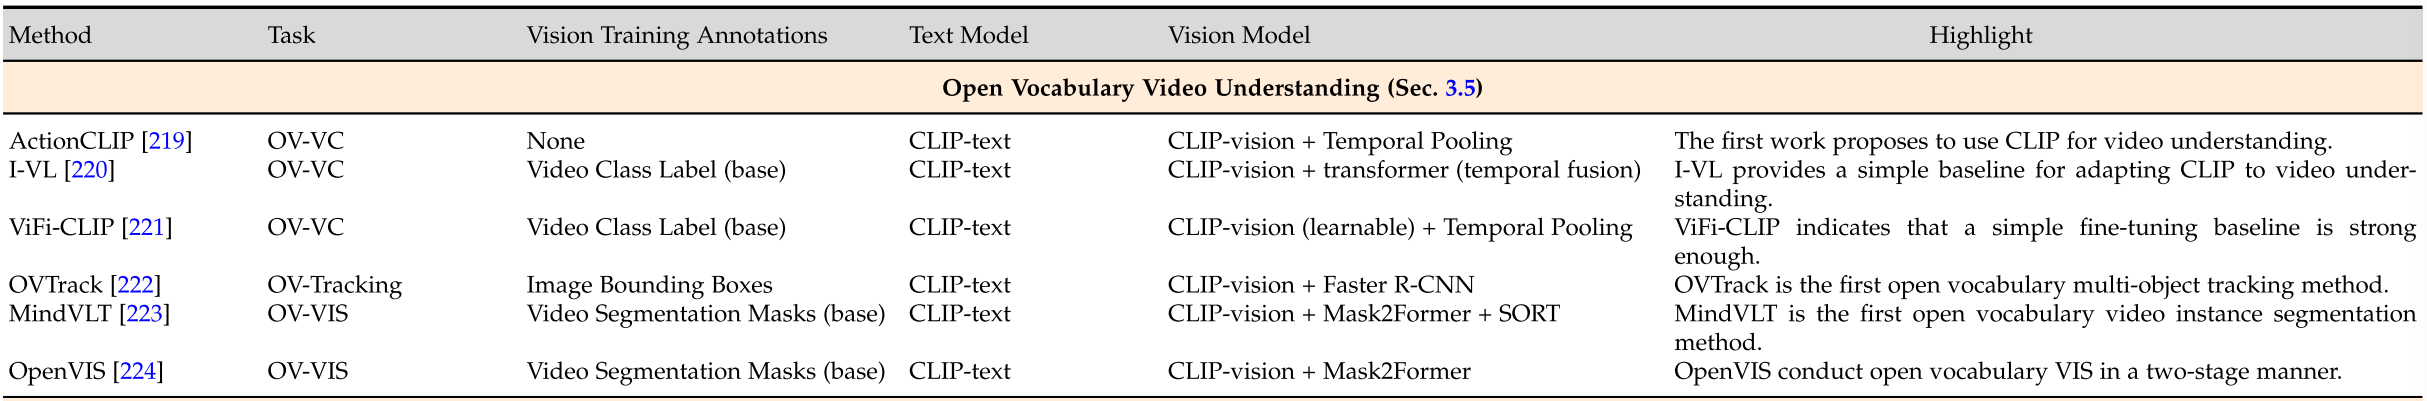 Method Task Vision Training Annotations Text Model Vision Model Highlight
Open Vocabulary Video Understanding (Sec. 3.5)
ActionCLIP [219] OV-VC None CLIP-text CLIP-vision + Temporal Pooling The first work proposes to use CLIP for video understanding.
I-VL [220] OV-VC Video Class Label (base) CLIP-text CLIP-vision + transformer (temporal fusion) I-VL provides a simple baseline for adapting CLIP to video under-
standing.
ViFi-CLIP [221] OV-VC Video Class Label (base) CLIP-text CLIP-vision (learnable) + Temporal Pooling ViFi-CLIP indicates that a simple fine-tuning baseline is strong
enough.
OVTrack [222] OV-Tracking Image Bounding Boxes CLIP-text CLIP-vision + Faster R-CNN OVTrack is the first open vocabulary multi-object tracking method.
MindVLT [223] OV-VIS Video Segmentation Masks (base) CLIP-text CLIP-vision + Mask2Former + SORT MindVLT is the first open vocabulary video instance segmentation
method.
OpenVIS [224] OV-VIS Video Segmentation Masks (base) CLIP-text CLIP-vision + Mask2Former OpenVIS conduct open vocabulary VIS in a two-stage manner.